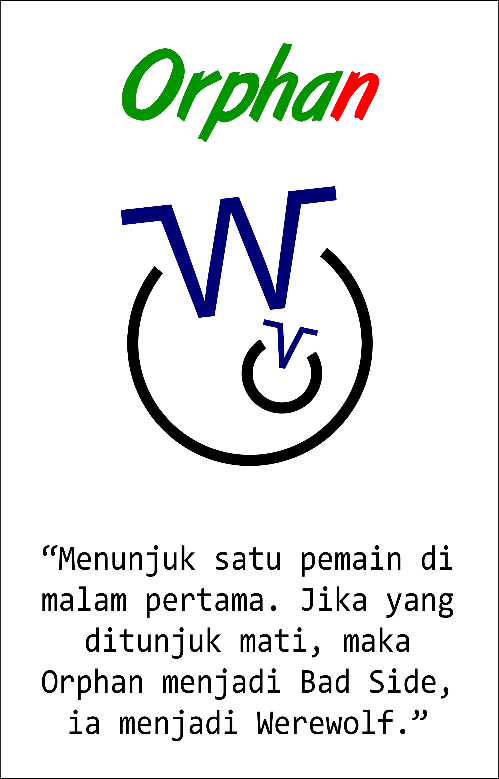 Orphan
W
v
“Menunjuk satu pemain di
malam pertama. Jika yang
ditunjuk mati, maka
Orphan menjadi Bad Side,
ia menjadi Werewolf.”